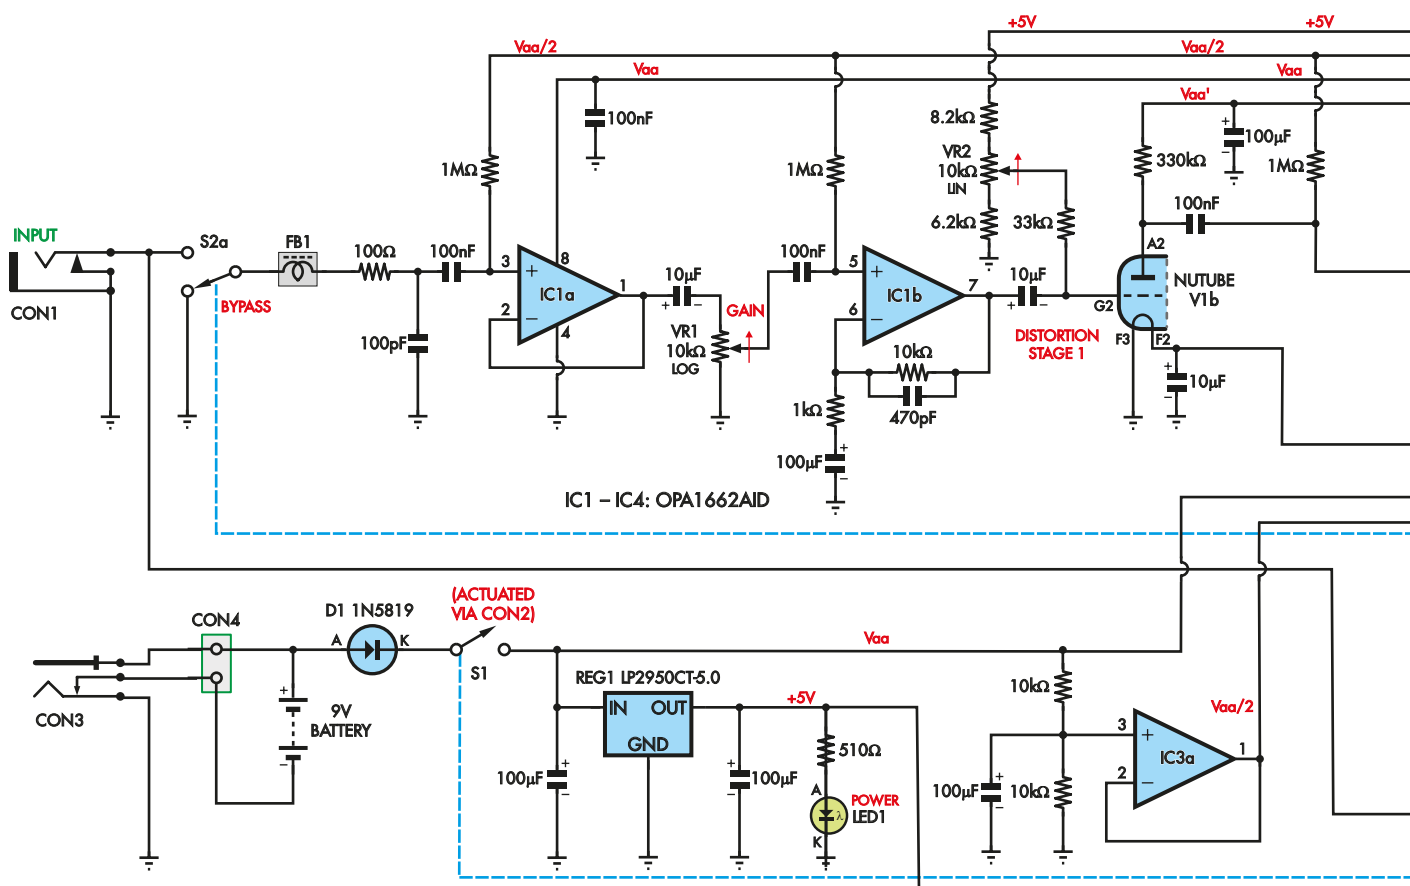 +5V
+5V
Vaa/2
Vaa/2
Vaa
Vaa
Vaa'
100nF
8.2kΩ
+
100µF
−
VR2
10kΩ
LIN
1MΩ
1MΩ
330kΩ
1MΩ
6.2kΩ
33kΩ
100nF
INPUT
S2a
FB1
100Ω
100nF
100nF
A2
CON1
BYPASS
3
+
8
IC1a
1
2
−
4
10µF
+
−
GAIN
VR1
10kΩ
LOG
5
+
IC1b
7
6
−
10µF
+
−
NUTUBE
V1b
G2
F3
F2
DISTORTION
STAGE 1
100pF
10kΩ
470pF
+
10µF
−
1kΩ
100µF
+
−
IC1 – IC4: OPA1662AID
CON4
D1 1N5819
A
K
(ACTUATED
VIA CON2)
S1
Vaa
CON3
+
9V
BATTERY
−
REG1 LP2950CT-5.0
IN
OUT
GND
+5V
10kΩ
Vaa/2
3
+
IC3a
1
2
−
100µF
+
−
+
100µF
−
510Ω
A
λ
K
POWER
LED1
100µF
+
−
10kΩ